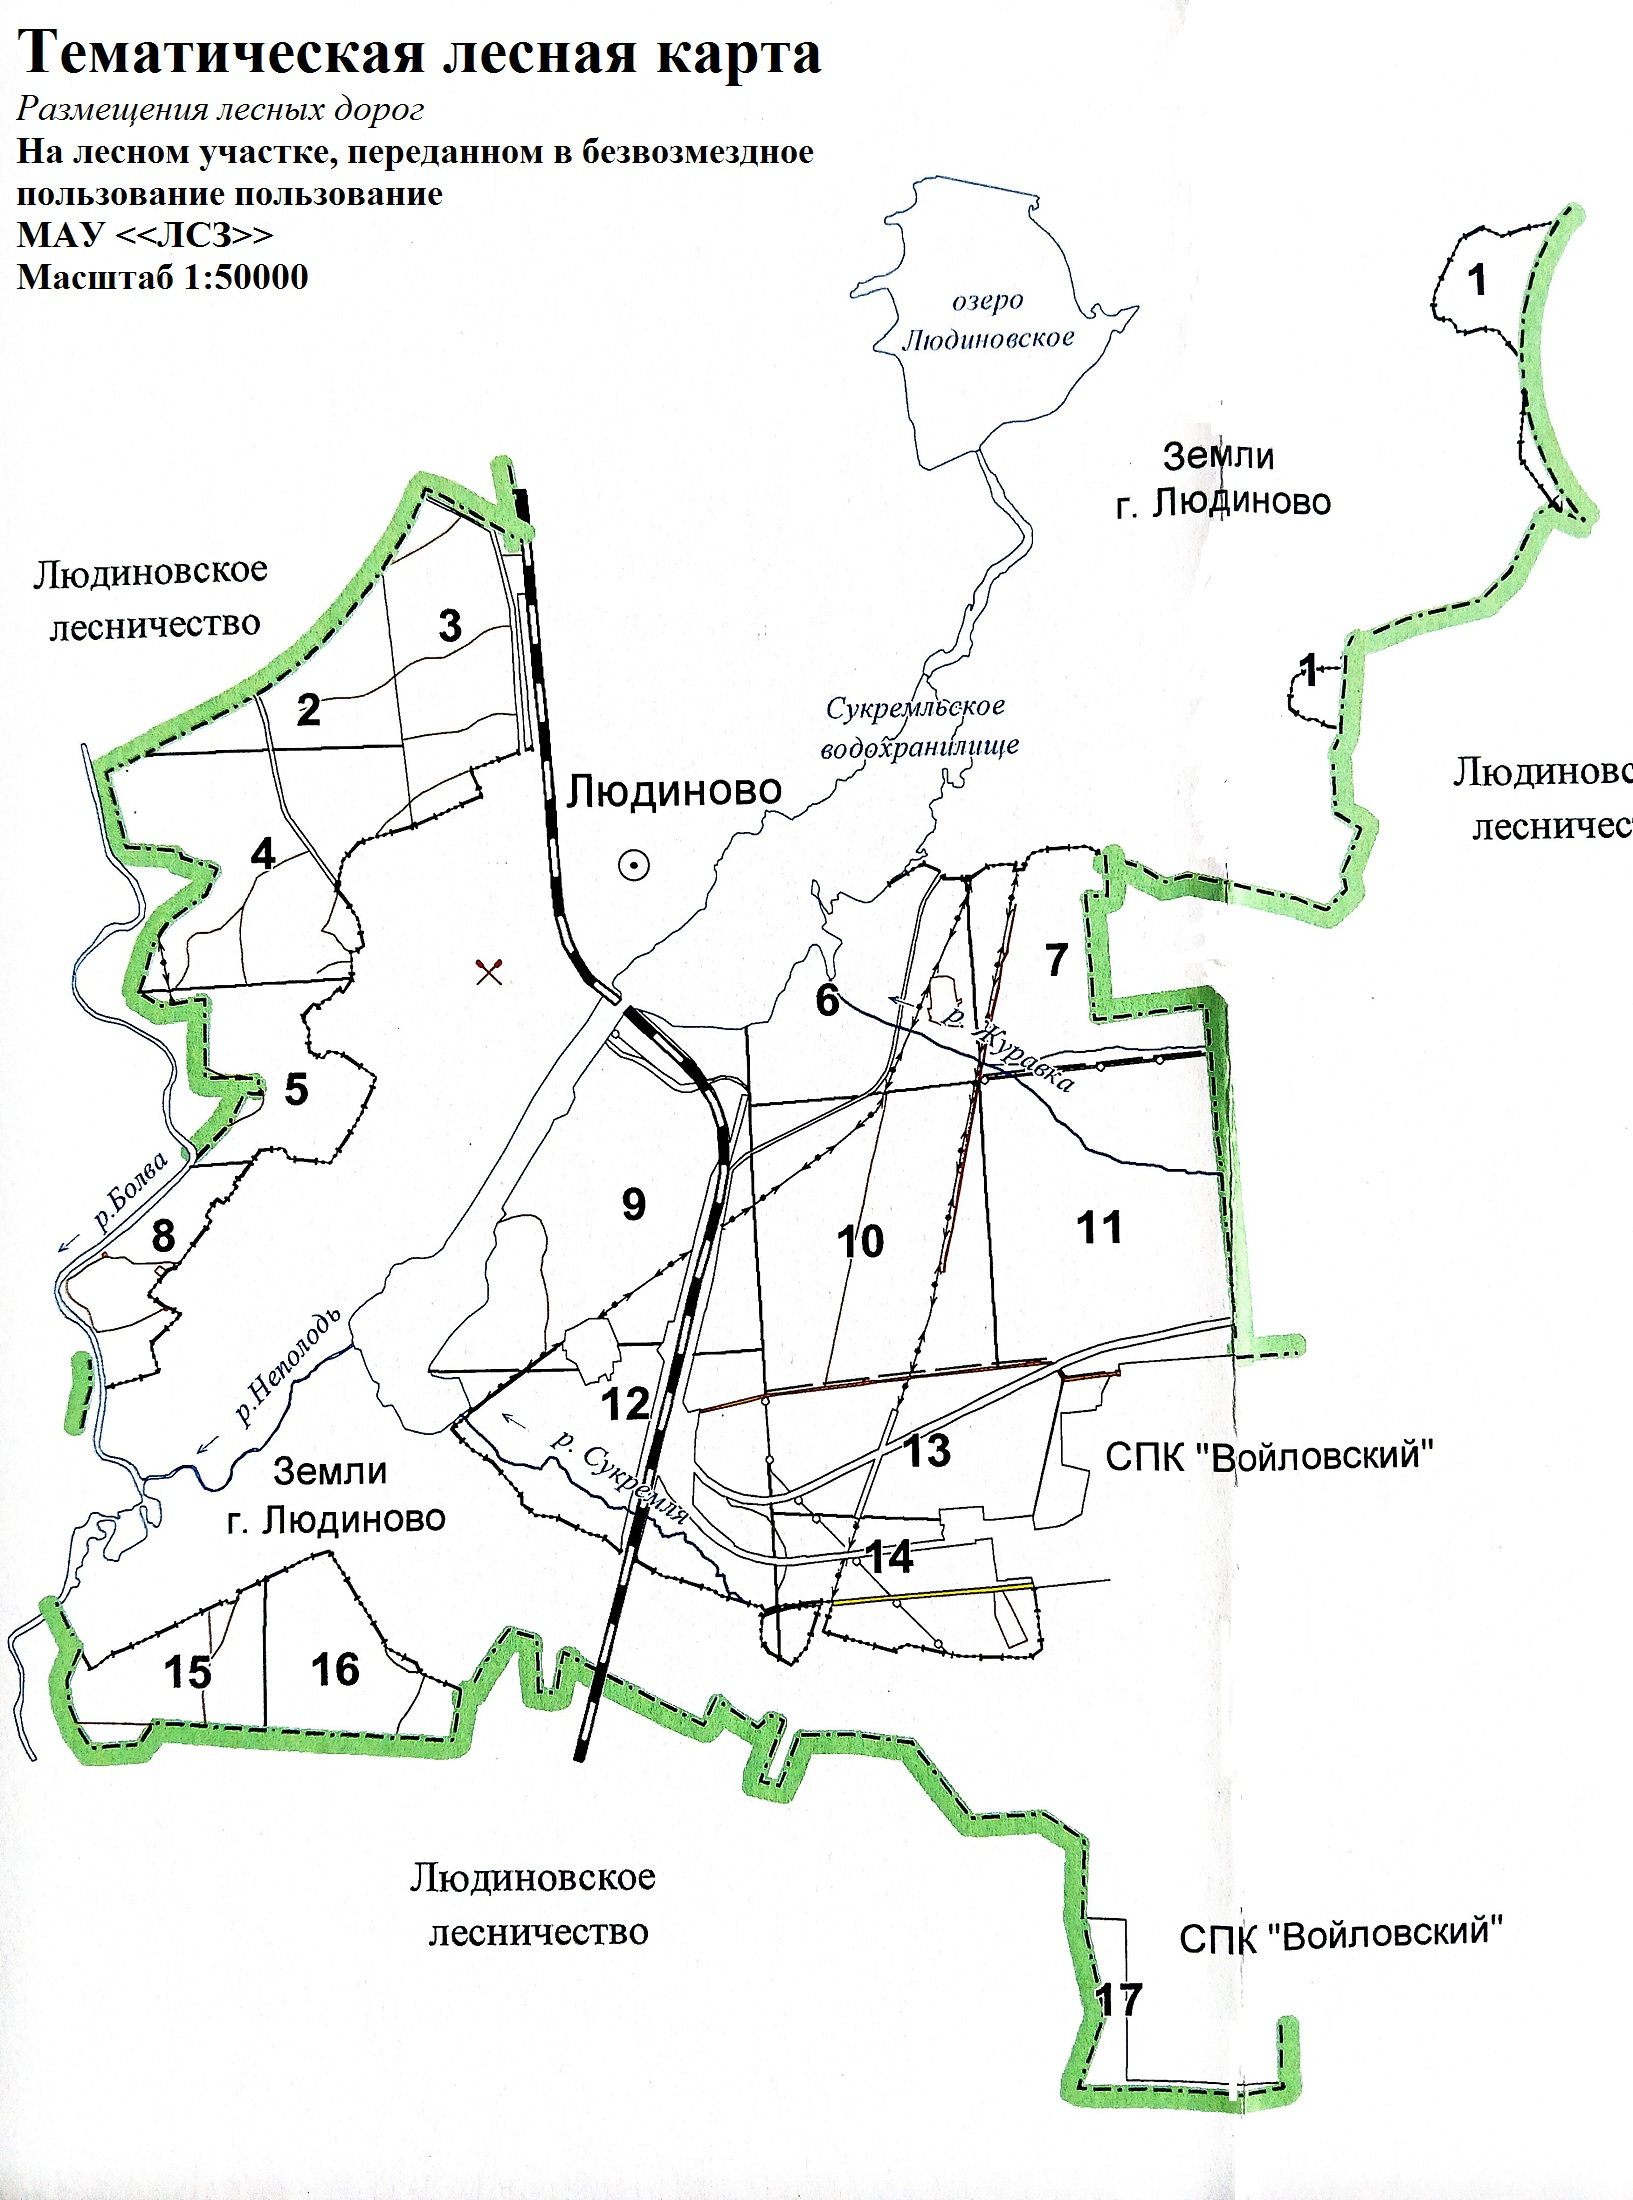 Тематическая лесная карта
Размещения лесных дорог
На лесном участке, переданном в безвозмездное
пользование пользование
МАУ <<ЛСЗ>>
Масштаб 1:50000
1
озеро
Людиновское
Земли
г. Людиново
Людиновское
лесничество
3
1
2
Сукремльское
водохранилище
Людиновс
лесничес
Людиново
4
7
6
р. Журавка
5
р.Болва
8
9
10
11
р.Неполодь
12
р. Сукремля
13
СПК "Войловский"
Земли
г. Людиново
14
15
16
Людиновское
лесничество
СПК "Войловский"
17